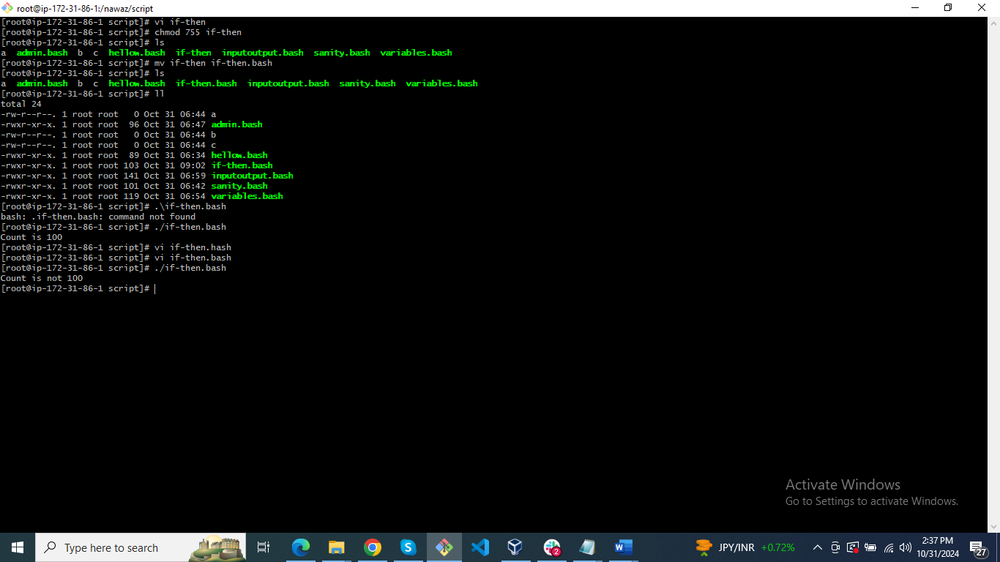 root@ip-172-31-86-1:/nawaz/script
[root@ip-172-31-86-1 script]# vi if-then
[root@ip-172-31-86-1 script]# chmod 755 if-then
[root@ip-172-31-86-1 script]# ls
a  admin.bash  b  c  hellow.bash  if-then  inputoutput.bash  sanity.bash  variables.bash
[root@ip-172-31-86-1 script]# mv if-then if-then.bash
[root@ip-172-31-86-1 script]# ls
a  admin.bash  b  c  hellow.bash  if-then.bash  inputoutput.bash  sanity.bash  variables.bash
[root@ip-172-31-86-1 script]# ll
total 24
-rw-r--r--. 1 root root   0 Oct 31 06:44 a
-rwxr-xr-x. 1 root root  96 Oct 31 06:47 admin.bash
-rw-r--r--. 1 root root   0 Oct 31 06:44 b
-rw-r--r--. 1 root root   0 Oct 31 06:44 c
-rwxr-xr-x. 1 root root  89 Oct 31 06:34 hellow.bash
-rwxr-xr-x. 1 root root 103 Oct 31 09:02 if-then.bash
-rwxr-xr-x. 1 root root 141 Oct 31 06:59 inputoutput.bash
-rwxr-xr-x. 1 root root 101 Oct 31 06:42 sanity.bash
-rwxr-xr-x. 1 root root 119 Oct 31 06:54 variables.bash
[root@ip-172-31-86-1 script]# .\if-then.bash
bash: .if-then.bash: command not found
[root@ip-172-31-86-1 script]# ./if-then.bash
Count is 100
[root@ip-172-31-86-1 script]# vi if-then.hash
[root@ip-172-31-86-1 script]# vi if-then.bash
[root@ip-172-31-86-1 script]# ./if-then.bash
Count is not 100
[root@ip-172-31-86-1 script]#
Activate Windows
Go to Settings to activate Windows.
Type here to search
2
JPY/INR +0.72%
2:37 PM
10/31/2024
27